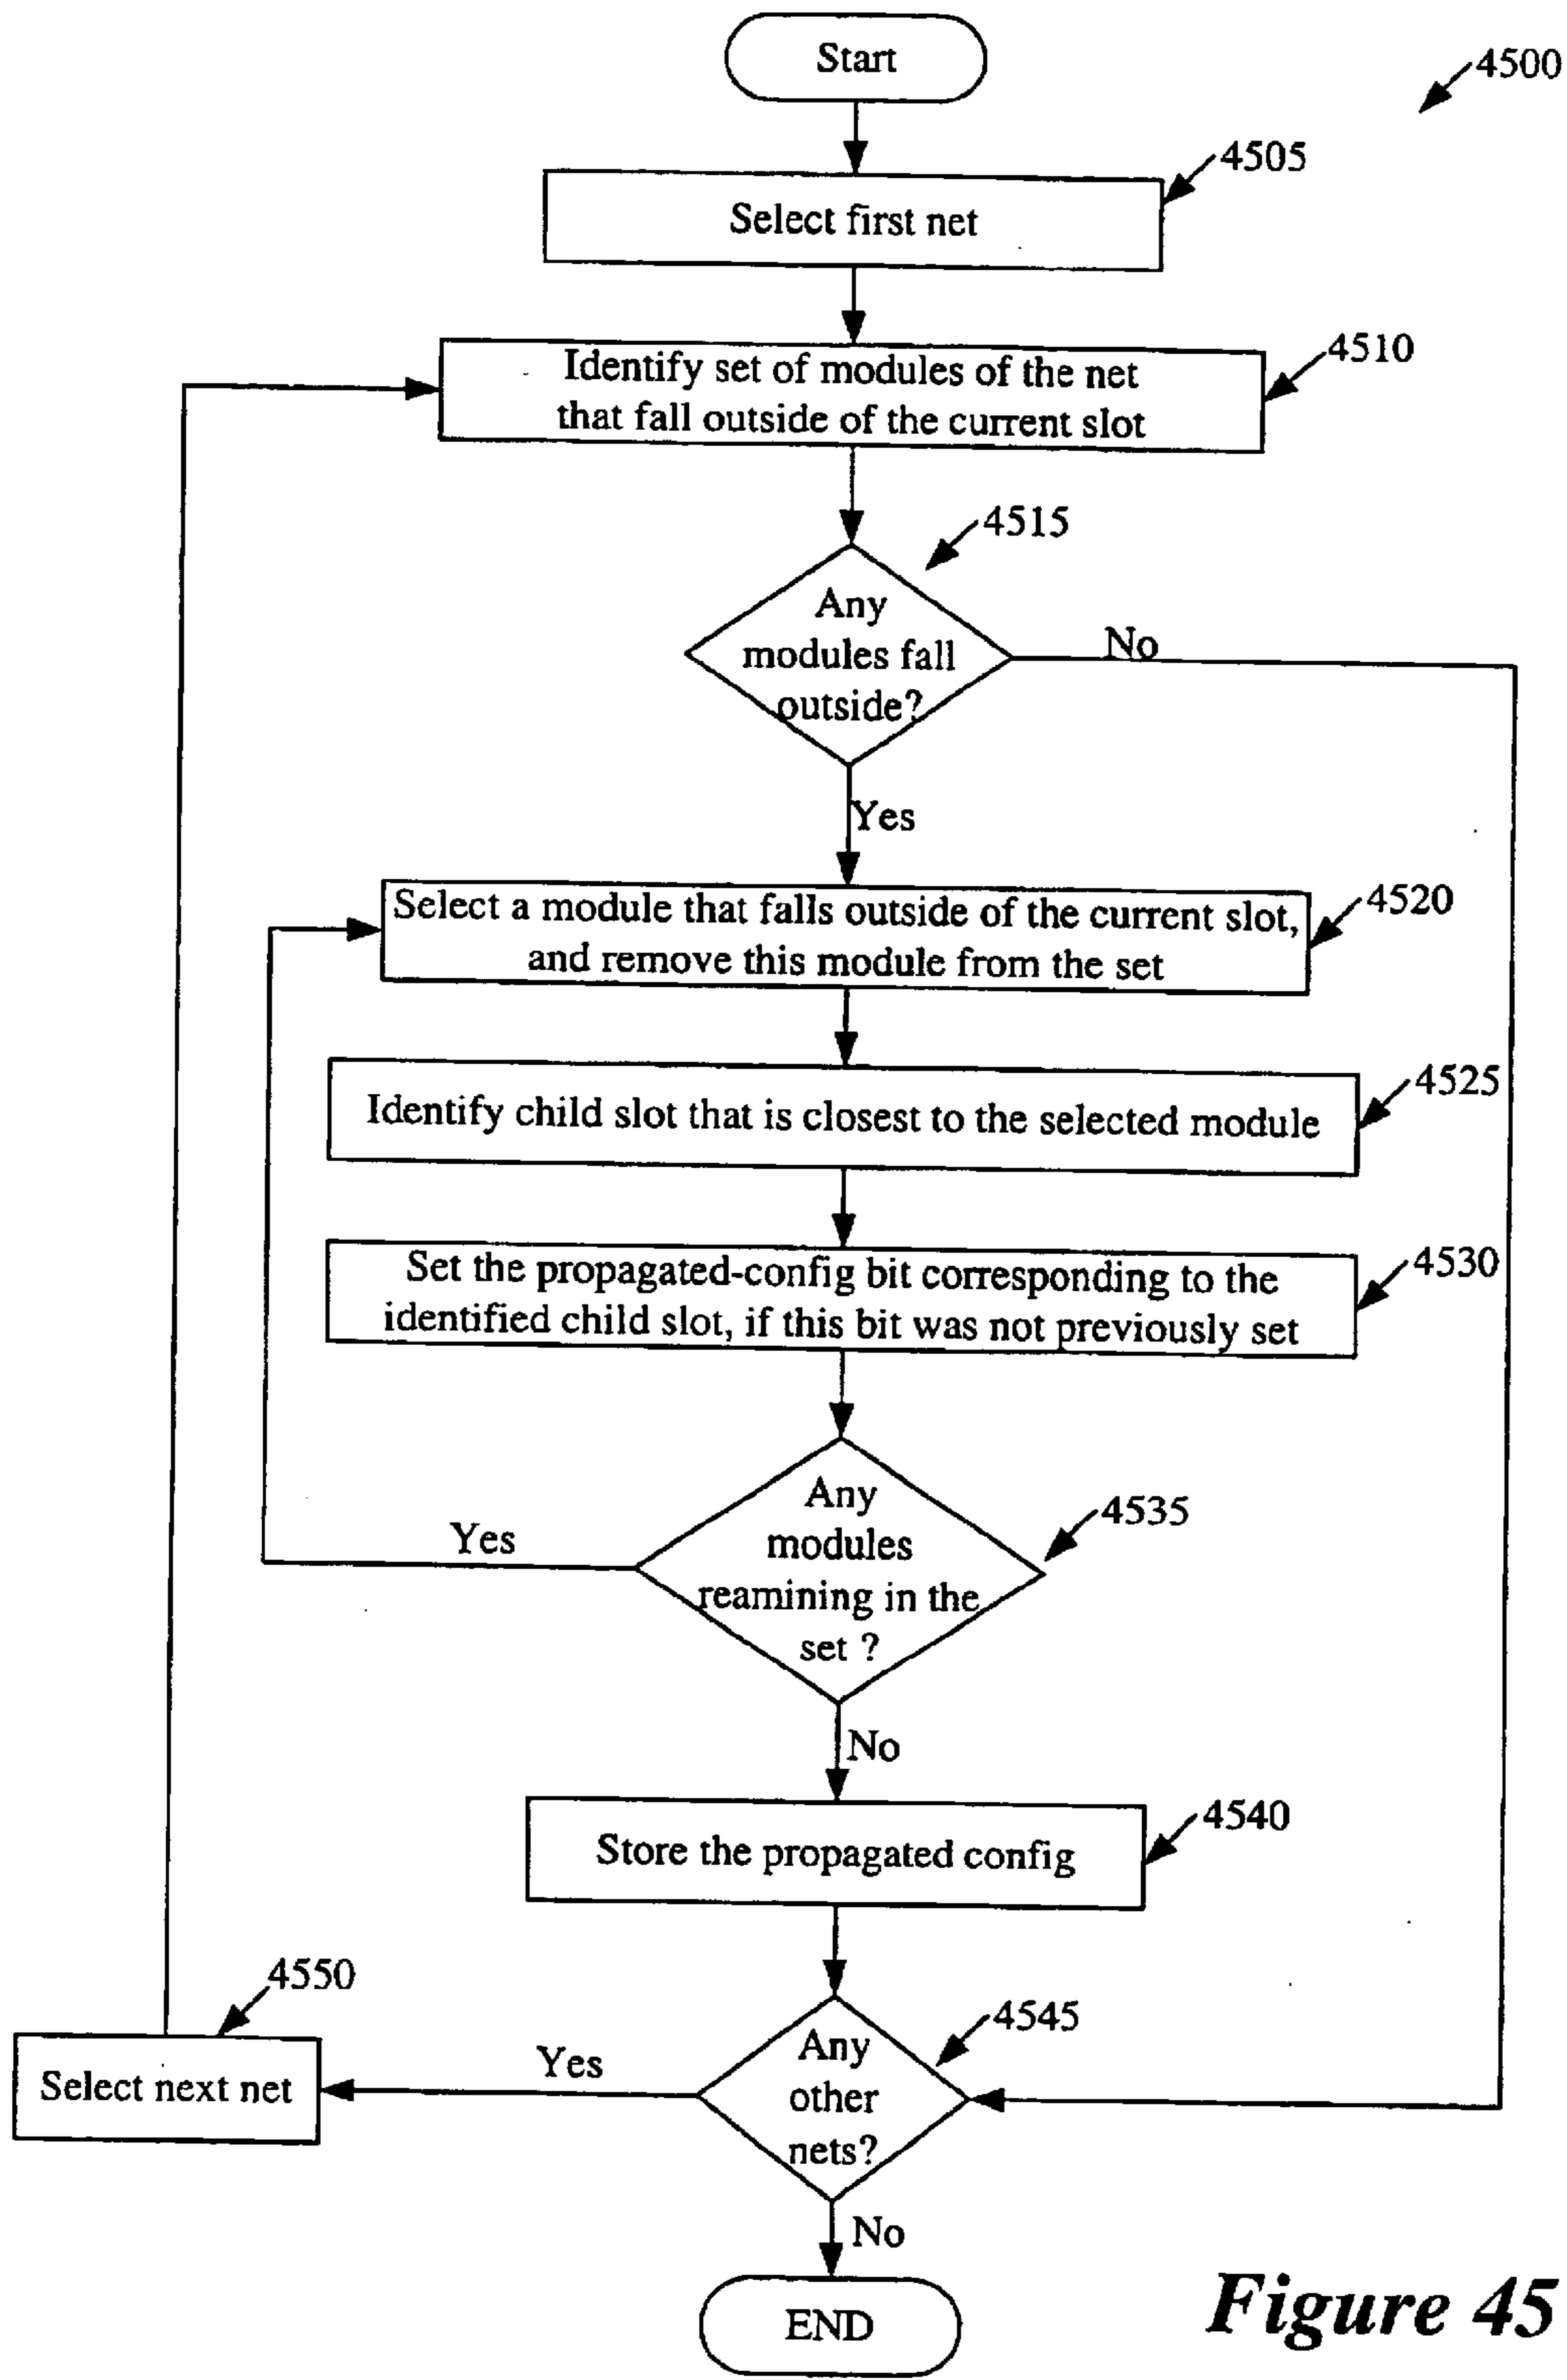 Start
4500
4505
Select first net
4510
Identify set of modules of the net
that fall outside of the current slot
4515
Any
modules fall
outside?
No
Yes
4520
Select a module that falls outside of the current slot,
and remove this module from the set
4525
Identify child slot that is closest to the selected module
4530
Set the propagated-config bit corresponding to the
identified child slot, if this bit was not previously set
4535
Any
modules
reamining in the
set ?
Yes
No
4540
Store the propagated config
4550
4545
Any
other
nets?
Yes
Select next net
No
END
Figure 45